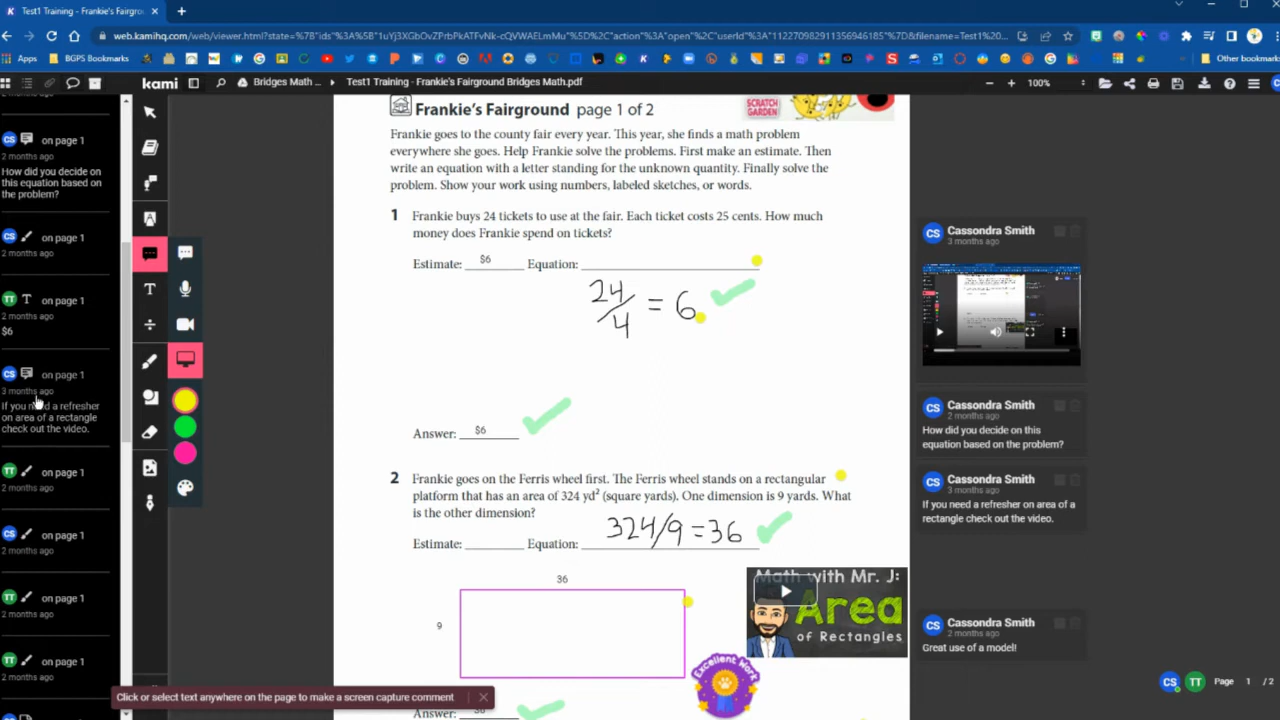 Test1 Training - Frankie's Fairgro
web.kamihq.com/web/viewer.html?state=%7B"ids"%3A%5B"1uYj3XGbOvZPrbPkATFvNk-cQVWAELmMu"%5D%2C"action"%3A"open"%2C"userId"%3A"112270982911356946185"%7D&filename=Test1%20...
Apps
BGPS Bookmarks
Other bookmarks
kami
Bridges Math ...
Test1 Training - Frankie's Fairground Bridges Math.pdf
100%
on page 1
2 months ago
How did you decide on
this equation based on
the problem?
on page 1
2 months ago
TT T on page 1
2 months ago
$6
CS on page 1
3 months ago
If you need a refresher
on area of a rectangle
check out the video.
TT on page 1
2 months ago
CS on page 1
2 months ago
TT on page 1
2 months ago
TT on page 1
2 months ago
Frankie's Fairground page 1 of 2
SCRATCH
GARDEN
Frankie goes to the county fair every year. This year, she finds a math problem
everywhere she goes. Help Frankie solve the problems. First make an estimate. Then
write an equation with a letter standing for the unknown quantity. Finally solve the
problem. Show your work using numbers, labeled sketches, or words.
1 Frankie buys 24 tickets to use at the fair. Each ticket costs 25 cents. How much
money does Frankie spend on tickets?
Estimate: $6 Equation:
24/4 = 6
Answer: $6
2 Frankie goes on the Ferris wheel first. The Ferris wheel stands on a rectangular
platform that has an area of 324 yd² (square yards). One dimension is 9 yards. What
is the other dimension?
Estimate: Equation: 324/9=36
36
9
Math with Mr. J:
Area
of Rectangles
Excellent Work
Answer: 36
Click or select text anywhere on the page to make a screen capture comment
CS Cassondra Smith
3 months ago
CS Cassondra Smith
2 months ago
How did you decide on this
equation based on the problem?
CS Cassondra Smith
3 months ago
If you need a refresher on area of a
rectangle check out the video.
CS Cassondra Smith
2 months ago
Great use of a model!
CS TT Page 1 / 2